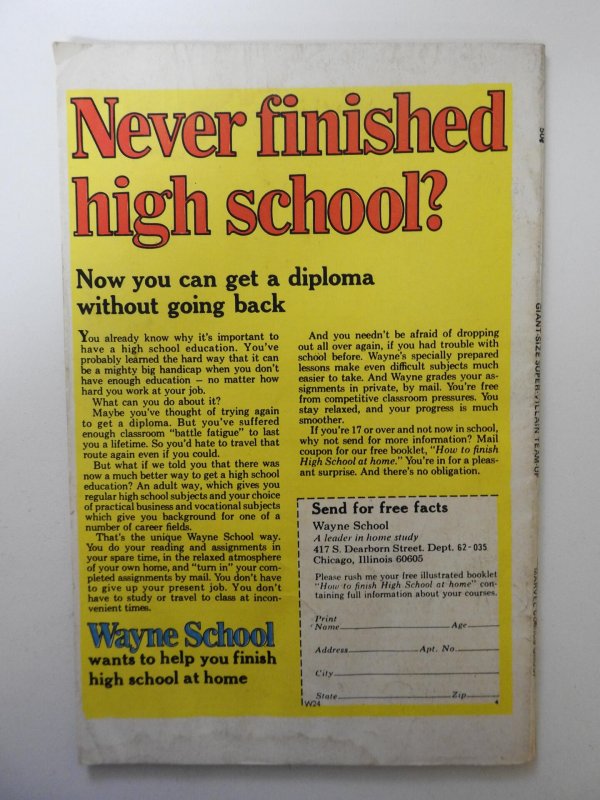 Never finished
high school?
Now you can get a diploma
without going back
You already know why it's important to
have a high school education. You've
probably learned the hard way that it can
be a mighty big handicap when you don't
have enough education – no matter how
hard you work at your job.
What can you do about it?
Maybe you've thought of trying again
to get a diploma. But you've suffered
enough classroom "battle fatigue" to last
you a lifetime. So you'd hate to travel that
route again even if you could.
But what if we told you that there was
now a much better way to get a high school
education? An adult way, which gives you
regular high school subjects and your choice
of practical business and vocational subjects
which give you background for one of a
number of career fields.
That's the unique Wayne School way.
You do your reading and assignments in
your spare time, in the relaxed atmosphere
of your own home, and "turn in" your com-
pleted assignments by mail. You don't have
to give up your present job. You don't
have to study or travel to class at incon-
venient times.
Wayne School
wants to help you finish
high school at home
And you needn't be afraid of dropping
out all over again, if you had trouble with
school before. Wayne's specially prepared
lessons make even difficult subjects much
easier to take. And Wayne grades your as-
signments in private, by mail. You're free
from competitive classroom pressures. You
stay relaxed, and your progress is much
smoother.
If you're 17 or over and not now in school,
why not send for more information? Mail
coupon for our free booklet, "How to finish
High School at home." You're in for a pleas-
ant surprise. And there's no obligation.
Send for free facts
Wayne School
A leader in home study
417 S. Dearborn Street. Dept. 62-035
Chicago, Illinois 60605
Please rush me your free illustrated booklet
"How to finish High School at home" con-
taining full information about your courses.
Print
Name Age
Address Apt. No.
City
State Zip
W24 4
50¢
GIANT-SIZE SUPER-VILLAIN TEAM-UP